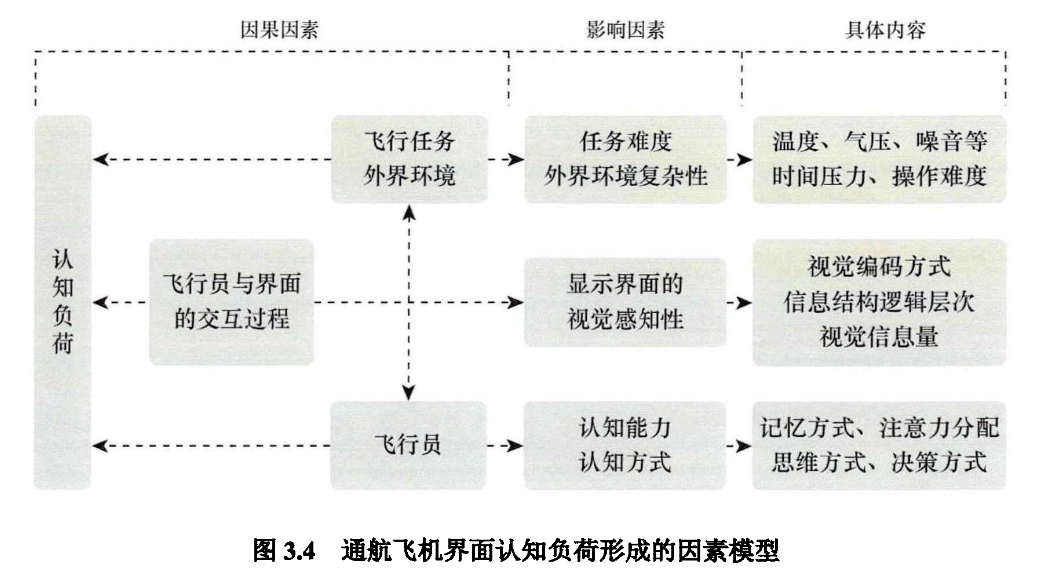 因果因素
影响因素
具体内容
认知负荷
飞行任务
外界环境
任务难度
外界环境复杂性
温度、气压、噪音等
时间压力、操作难度
飞行员与界面
的交互过程
显示界面的
视觉感知性
视觉编码方式
信息结构逻辑层次
视觉信息量
飞行员
认知能力
认知方式
记忆方式、注意力分配
思维方式、决策方式
图 3.4 通航飞机界面认知负荷形成的因素模型